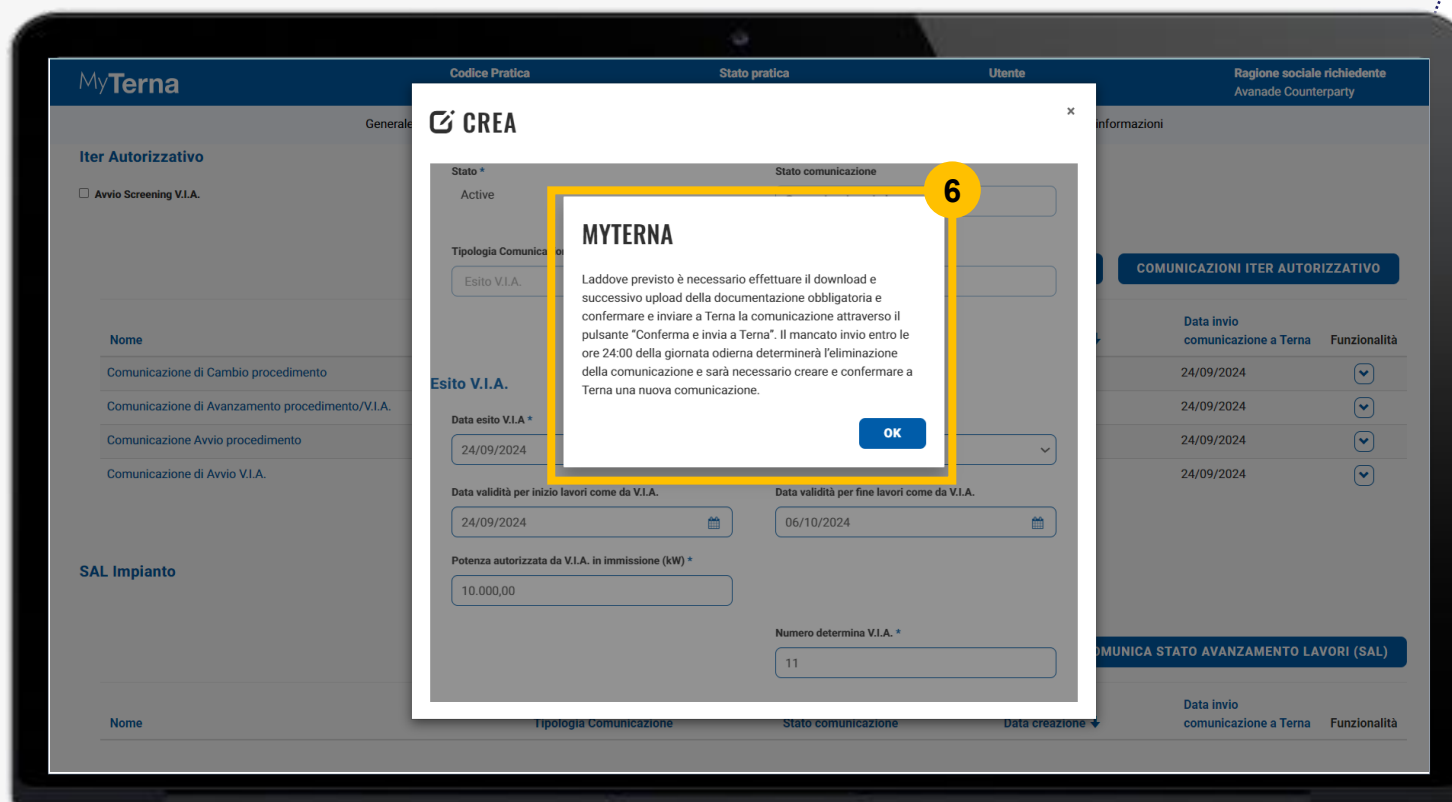 MyTerna
Codice Pratica
Stato pratica
Utente
Ragione sociale richiedente
Avanade Counterparty
Generale
informazioni
Iter Autorizzativo
Avvio Screening V.I.A.
COMUNICAZIONI ITER AUTORIZZATIVO
Nome
Data invio
comunicazione a Terna
Funzionalità
Comunicazione di Cambio procedimento
24/09/2024
Comunicazione di Avanzamento procedimento/V.I.A.
24/09/2024
Comunicazione Avvio procedimento
24/09/2024
Comunicazione di Avvio V.I.A.
24/09/2024
CREA
×
Stato *
Active
Stato comunicazione
Tipologia Comunicazion
Esito V.I.A.
6
MYTERNA
Laddove previsto è necessario effettuare il download e
successivo upload della documentazione obbligatoria e
confermare e inviare a Terna la comunicazione attraverso il
pulsante “Conferma e invia a Terna”. Il mancato invio entro le
ore 24:00 della giornata odierna determinerà l’eliminazione
della comunicazione e sarà necessario creare e confermare a
Terna una nuova comunicazione.
OK
Esito V.I.A.
Data esito V.I.A *
24/09/2024
Data validità per inizio lavori come da V.I.A.
24/09/2024
Data validità per fine lavori come da V.I.A.
06/10/2024
Potenza autorizzata da V.I.A. in immissione (kW) *
10.000,00
Numero determina V.I.A. *
11
SAL Impianto
OMUNICA STATO AVANZAMENTO LAVORI (SAL)
Nome
Tipologia Comunicazione
Stato comunicazione
Data creazione
Data invio
comunicazione a Terna
Funzionalità